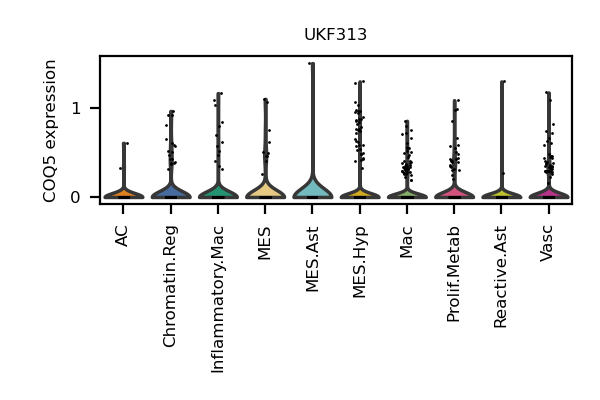 UKF313
COQ5 expression
1
0
AC
Chromatin.Reg
Inflammatory.Mac
MES
MES.Ast
MES.Hyp
Mac
Prolif.Metab
Reactive.Ast
Vasc